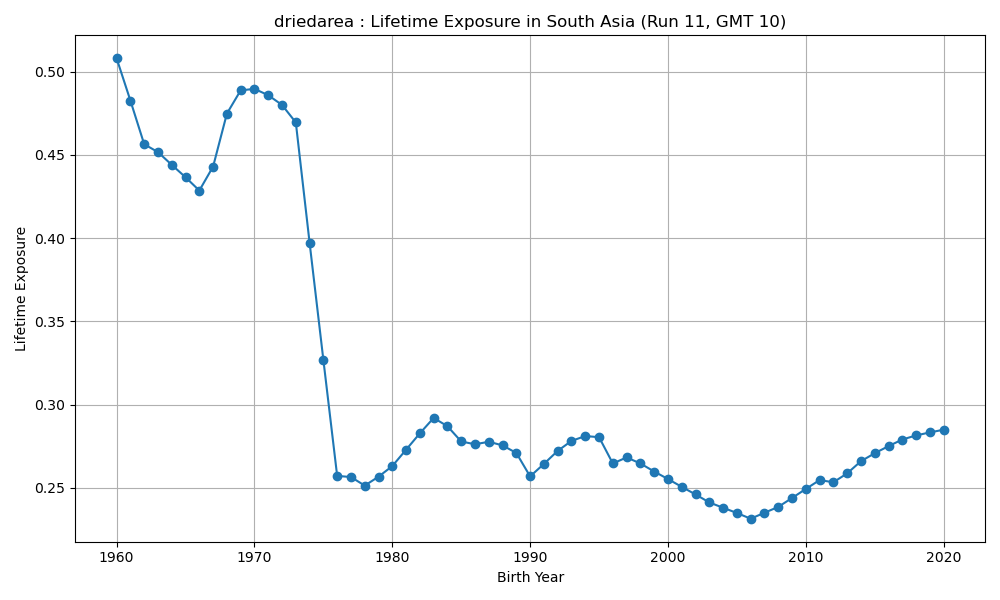 driedarea : Lifetime Exposure in South Asia (Run 11, GMT 10)
Lifetime Exposure
0.50
0.45
0.40
0.35
0.30
0.25
1960 1970 1980 1990 2000 2010 2020
Birth Year